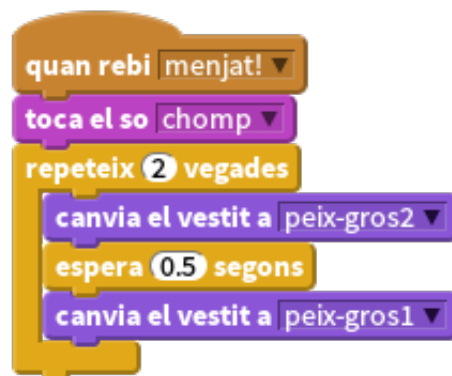 quan rebi menjat!
toca el so chomp
repeteix 2 vegades
canvia el vestit a peix-gros2
espera 0.5 segons
canvia el vestit a peix-gros1